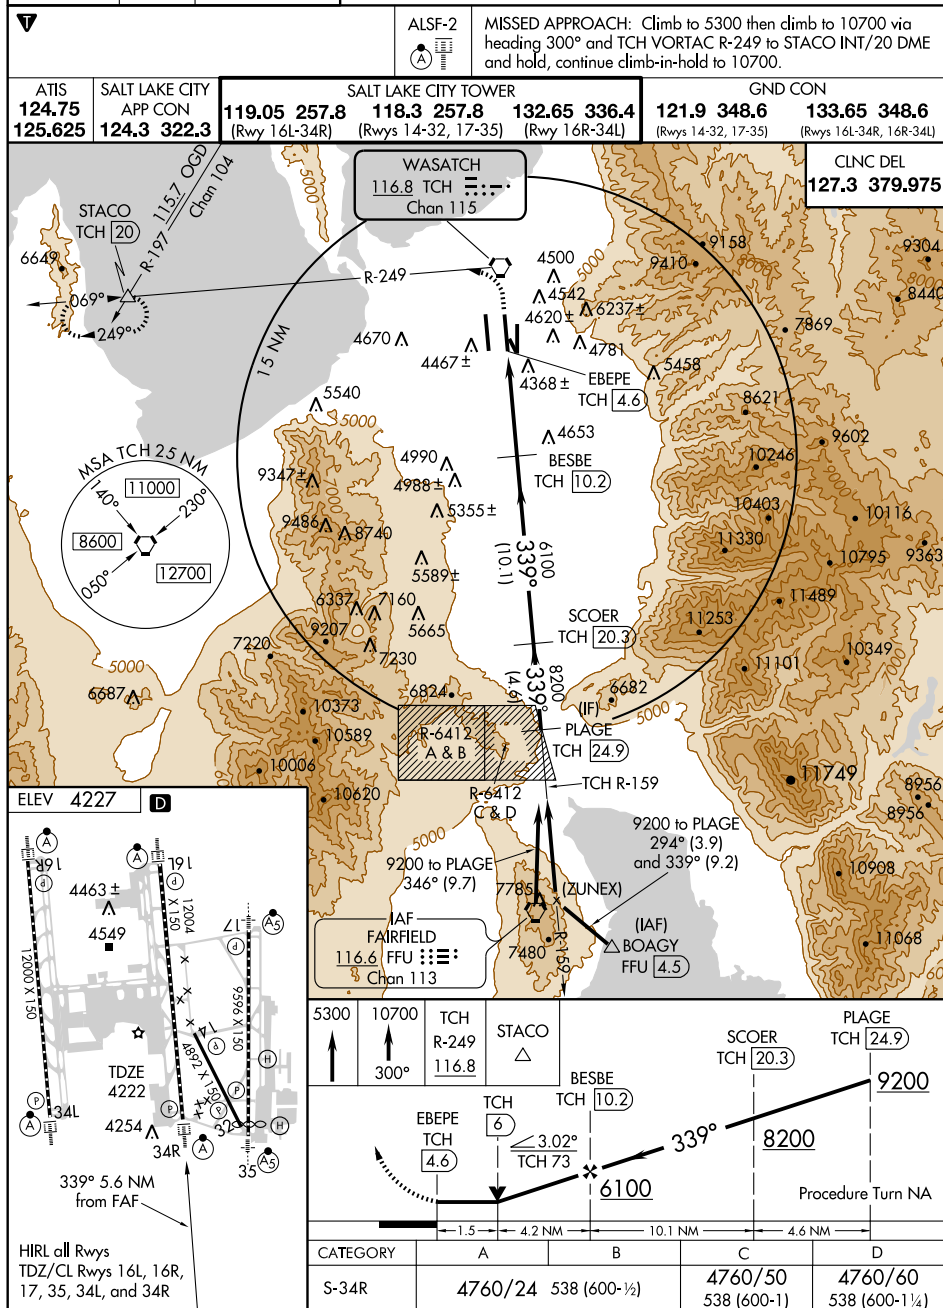 T
ALSF-2
A
MISSED APPROACH: Climb to 5300 then climb to 10700 via
heading 300° and TCH VORTAC R-249 to STACO INT/20 DME
and hold, continue climb-in-hold to 10700.
ATIS
124.75
125.625
SALT LAKE CITY
APP CON
124.3 322.3
SALT LAKE CITY TOWER
119.05 257.8
(Rwy 16L-34R)
118.3 257.8
(Rwys 14-32, 17-35)
132.65 336.4
(Rwy 16R-34L)
GND CON
121.9 348.6
(Rwys 14-32, 17-35)
133.65 348.6
(Rwys 16L-34R, 16R-34L)
CLNC DEL
127.3 379.975
WASATCH
116.8 TCH
Chan 115
5000
115.7 OGD
Chan 104
R-197
STACO
TCH 20
6649
069°
249°
R-249
15 NM
4500
5000
4542
4620±
6237±
4781
4670
4467±
4368±
EBEPE
TCH 4.6
5458
9158
9410
9304
8440
7869
8621
9602
10246
10403
10116
11330
10795
9363
11489
11253
11101
10349
5540
5000
4653
BESBE
TCH 10.2
4990
4988±
5355±
9347±
7000
9486
8740
5589±
6337
7160
9207
7230
5665
7220
MSA TCH 25 NM
140°
11000
230°
8600
050°
12700
6100
339°
(10.1)
SCOER
TCH 20.3
8200
339°
(4.6)
6682
5000
(IF)
PLAGE
TCH 24.9
5000
6687
6824
10373
10589
10006
10620
R-6412
A & B
R-6412
C & D
TCH R-159
5000
11749
8956
8956
10908
11068
9200 to PLAGE
346° (9.7)
9200 to PLAGE
294° (3.9)
and 339° (9.2)
7785
(ZUNEX)
IAF
FAIRFIELD
116.6 FFU
Chan 113
7480
R-159
(IAF)
BOAGY
FFU 4.5
ELEV 4227
D
A
16R
P
A
16L
P
4463±
4549
12004 X 150
17
A5
P
12000 X 150
9596 X 150
14
P
4892 X 150
H
TDZE
4222
P
34L
A
4254
P
34R
A
P
P
32
H
35
A5
339° 5.6 NM
from FAF
HIRL all Rwys
TDZ/CL Rwys 16L, 16R,
17, 35, 34L, and 34R
5300
10700
300°
TCH
R-249
116.8
STACO
EBEPE
TCH
4.6
TCH
6
3.02°
TCH 73
BESBE
TCH 10.2
6100
339°
SCOER
TCH 20.3
8200
PLAGE
TCH 24.9
9200
Procedure Turn NA
1.5
4.2 NM
10.1 NM
4.6 NM
CATEGORY
A
B
C
D
S-34R
4760/24 538 (600-½)
4760/50
538 (600-1)
4760/60
538 (600-1¼)